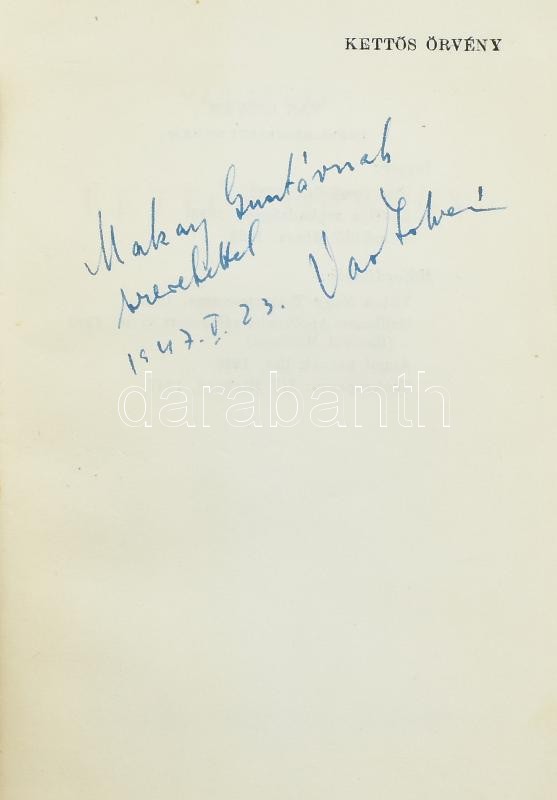 KETTŐS ÖRVÉNY
Makay Gusztávnak
szeretettel
Vas István
1947. V. 23.
darabanth